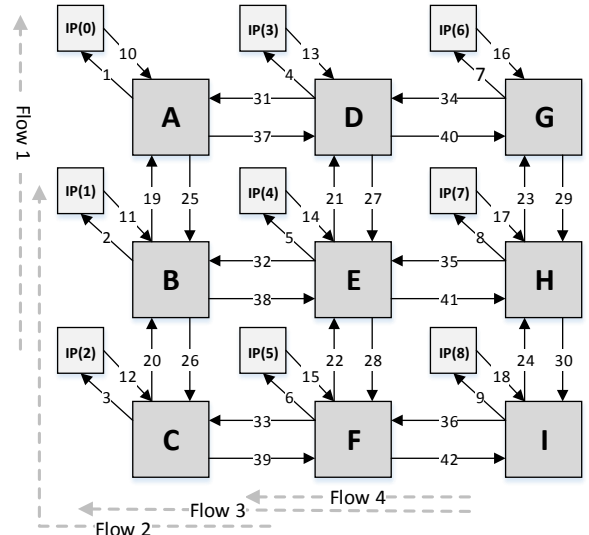 IP(0) IP(3) IP(6)
10 13 16
1 4 7
A 31 D 34 G
37 40
Flow 1
IP(1) 19 25 IP(4) 21 27 IP(7) 23 29
11 14 17
2 5 8
B 32 E 35 H
38 41
IP(2) 20 26 IP(5) 22 28 IP(8) 24 30
12 15 18
3 6 9
C 33 F 36 I
39 42
Flow 4
Flow 3
Flow 2